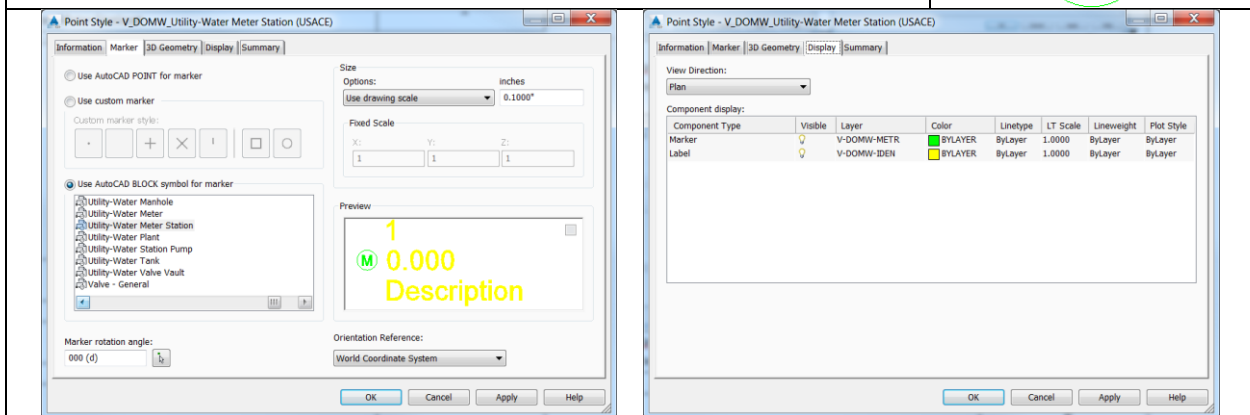 Point Style - V_DOMW_Utility-Water Meter Station (USACE)
Information Marker 3D Geometry Display Summary
Use AutoCAD POINT for marker
Use custom marker
Custom marker style:
Use AutoCAD BLOCK symbol for marker
Utility-Water Manhole
Utility-Water Meter
Utility-Water Meter Station
Utility-Water Plant
Utility-Water Station Pump
Utility-Water Tank
Utility-Water Valve Vault
Valve - General
Marker rotation angle:
000 (d)
Size
Options: inches
Use drawing scale 0.1000"
Fixed Scale
X: Y: Z:
1 1 1
Preview
1
M 0.000
Description
Orientation Reference:
World Coordinate System
OK Cancel Apply Help
Point Style - V_DOMW_Utility-Water Meter Station (USACE)
Information Marker 3D Geometry Display Summary
View Direction:
Plan
Component display:
Component Type Visible Layer Color Linetype LT Scale Lineweight Plot Style
Marker V-DOMW-METR BYLAYER ByLayer 1.0000 ByLayer ByLayer
Label V-DOMW-IDEN BYLAYER ByLayer 1.0000 ByLayer ByLayer
OK Cancel Apply Help